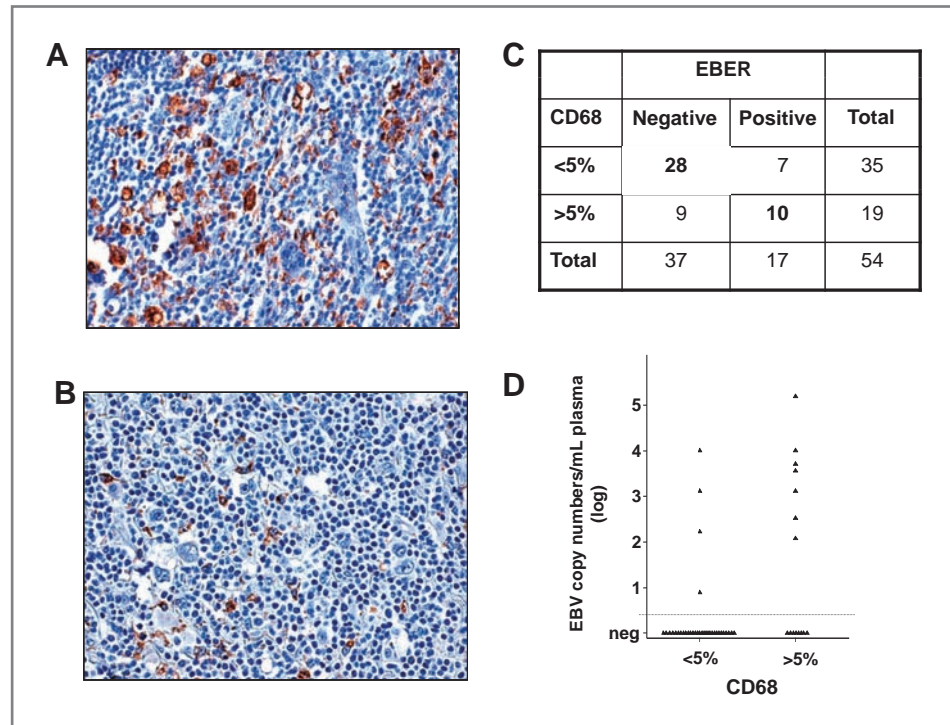 A
B
C
EBER
CD68 Negative Positive Total
<5% 28 7 35
>5% 9 10 19
Total 37 17 54
D
EBV copy numbers/mL plasma
(log)
5
4
3
2
1
neg
<5% >5%
CD68